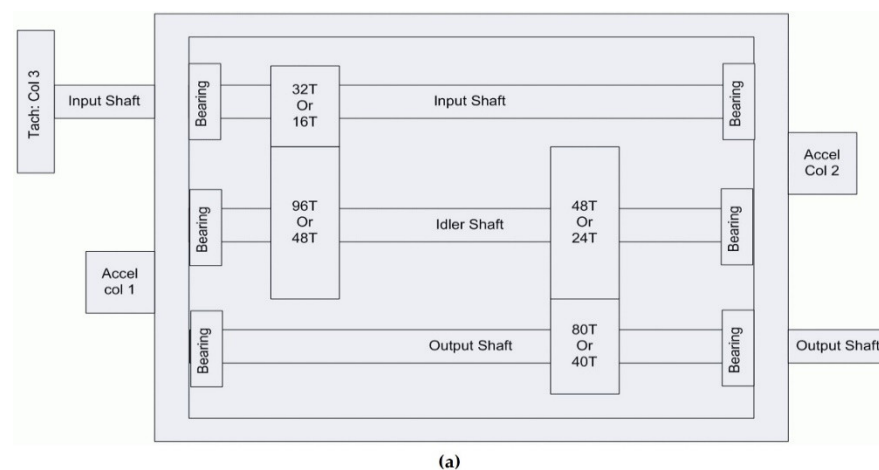 Tach: Col 3
Input Shaft
Bearing
32T
Or
16T
Input Shaft
Bearing
Accel
Col 2
Bearing
96T
Or
48T
Idler Shaft
48T
Or
24T
Bearing
Accel
col 1
Bearing
Output Shaft
80T
Or
40T
Bearing
Output Shaft
(a)